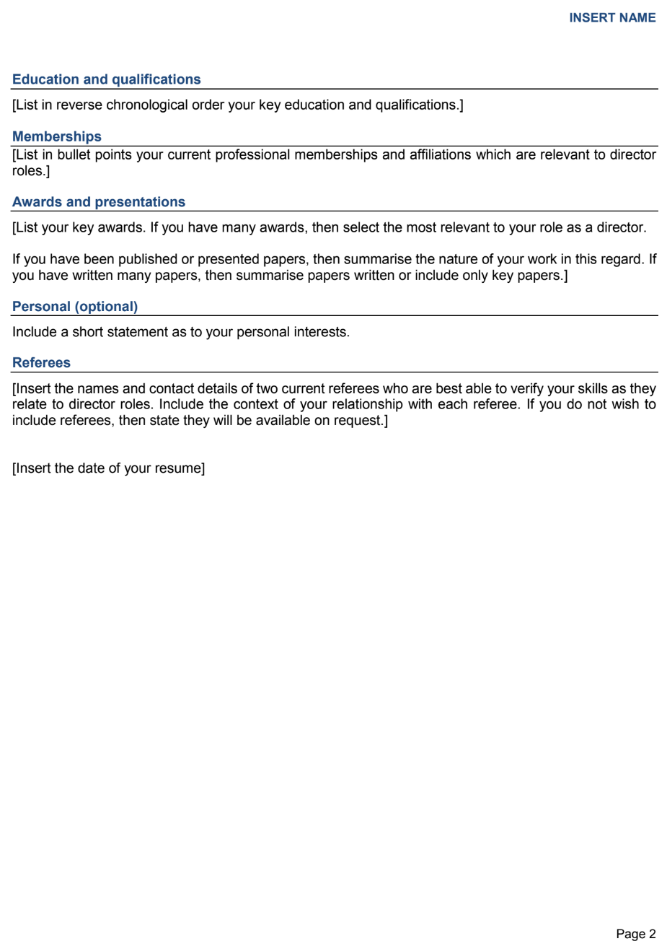 INSERT NAME
Education and qualifications
[List in reverse chronological order your key education and qualifications.]
Memberships
[List in bullet points your current professional memberships and affiliations which are relevant to director
roles.]
Awards and presentations
[List your key awards. If you have many awards, then select the most relevant to your role as a director.
If you have been published or presented papers, then summarise the nature of your work in this regard. If
you have written many papers, then summarise papers written or include only key papers.]
Personal (optional)
Include a short statement as to your personal interests.
Referees
[Insert the names and contact details of two current referees who are best able to verify your skills as they
relate to director roles. Include the context of your relationship with each referee. If you do not wish to
include referees, then state they will be available on request.]
[Insert the date of your resume]
Page 2